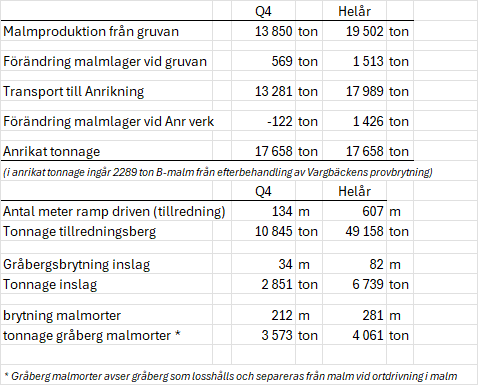 Q4 Helår
Malmproduktion från gruvan 13 850 ton 19 502 ton
Förändring malmlager vid gruvan 569 ton 1 513 ton
Transport till Anrikning 13 281 ton 17 989 ton
Förändring malmlager vid Anr verk -122 ton 1 426 ton
Anrikat tonnage 17 658 ton 17 658 ton
(i anrikat tonnage ingår 2289 ton B-malm från efterbehandling av Vargbäckens provbrytning)
Q4 Helår
Antal meter ramp driven (tillredning) 134 m 607 m
Tonnage tillredningsberg 10 845 ton 49 158 ton
Gråbergsbrytning inslag 34 m 82 m
Tonnage inslag 2 851 ton 6 739 ton
brytning malmorter 212 m 281 m
tonnage gråberg malmorter * 3 573 ton 4 061 ton
* Gråberg malmorter avser gråberg som losshålls och separeras från malm vid ortdrivning i malm